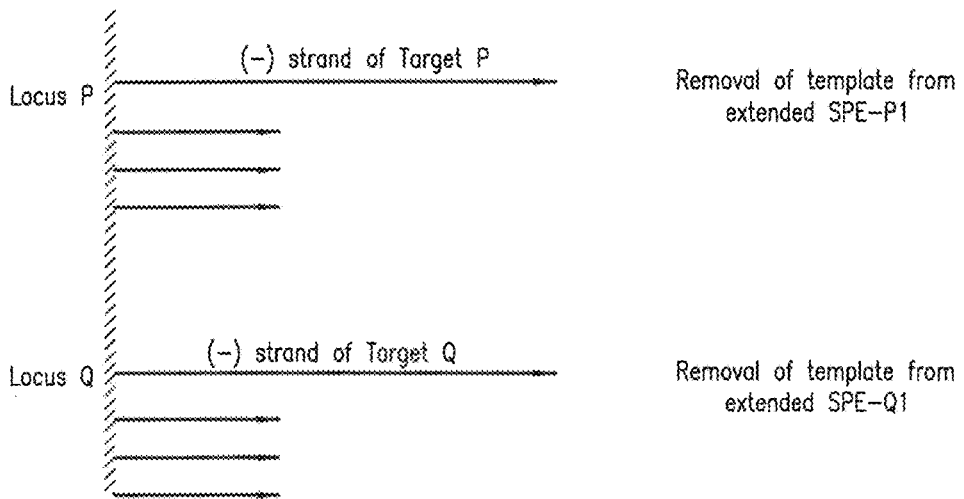 (-) strand of Target P
Locus P
Removal of template from
extended SPE-P1
(-) strand of Target Q
Locus Q
Removal of template from
extended SPE-Q1